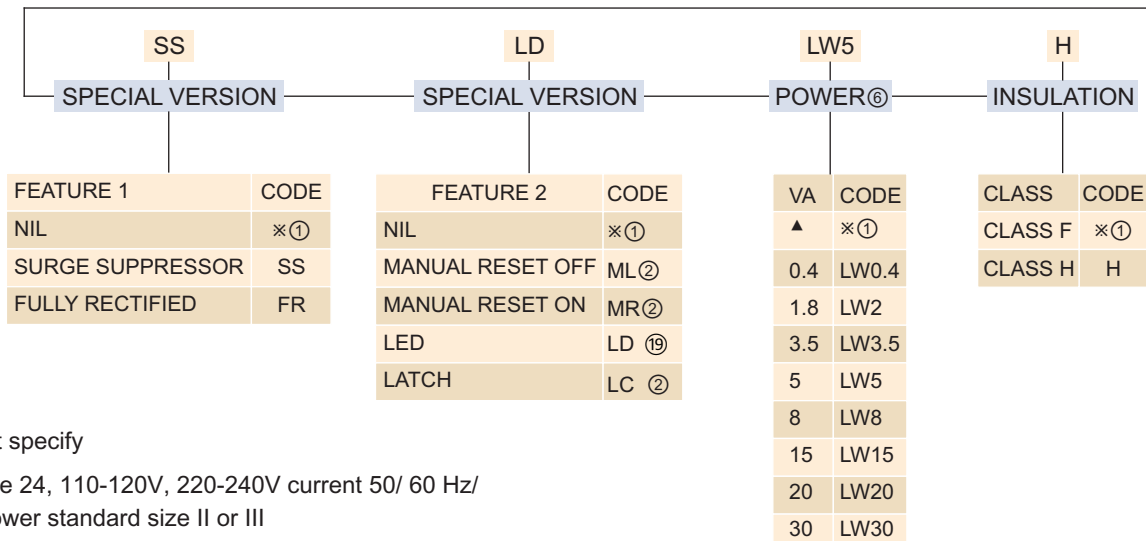 SS LD LW5 H
SPECIAL VERSION SPECIAL VERSION POWER⑥ INSULATION
FEATURE 1 CODE
NIL ※①
SURGE SUPPRESSOR SS
FULLY RECTIFIED FR
FEATURE 2 CODE
NIL ※①
MANUAL RESET OFF ML②
MANUAL RESET ON MR②
LED LD ⑲
LATCH LC ②
VA CODE
▲ ※①
0.4 LW0.4
1.8 LW2
3.5 LW3.5
5 LW5
8 LW8
15 LW15
20 LW20
30 LW30
CLASS CODE
CLASS F ※①
CLASS H H
specify
24, 110-120V, 220-240V current 50/ 60 Hz/
standard size II or III